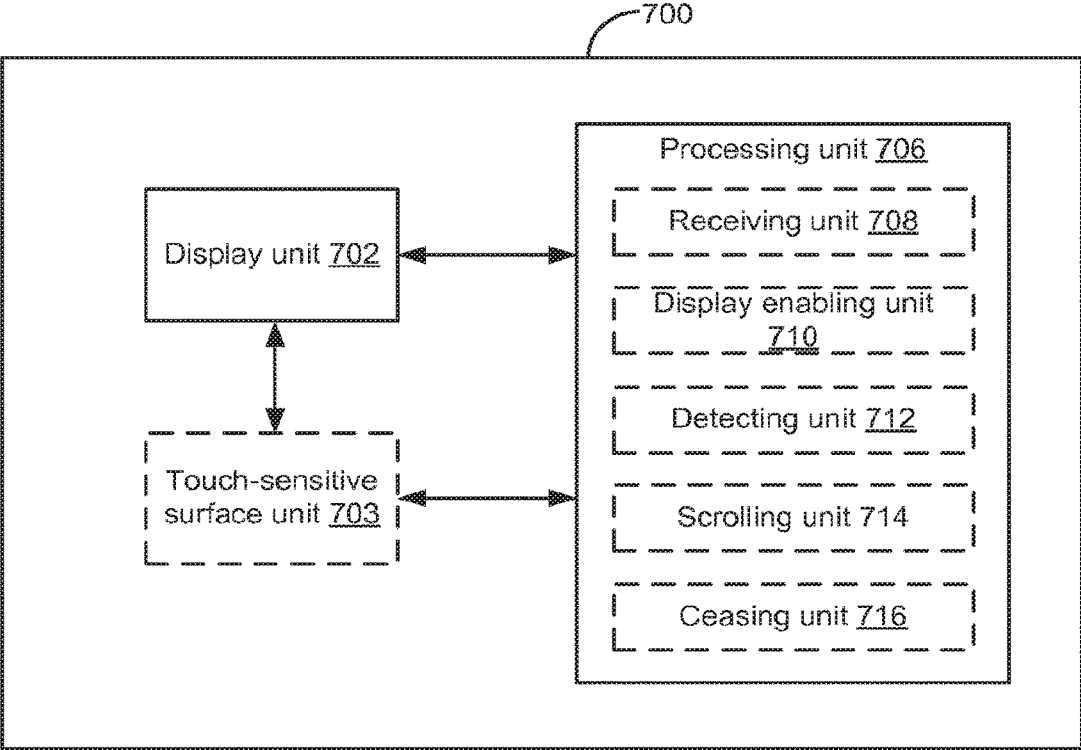 700
Processing unit 706
Receiving unit 708
Display unit 702
Display enabling unit
710
Detecting unit 712
Touch-sensitive
surface unit 703
Scrolling unit 714
Ceasing unit 716